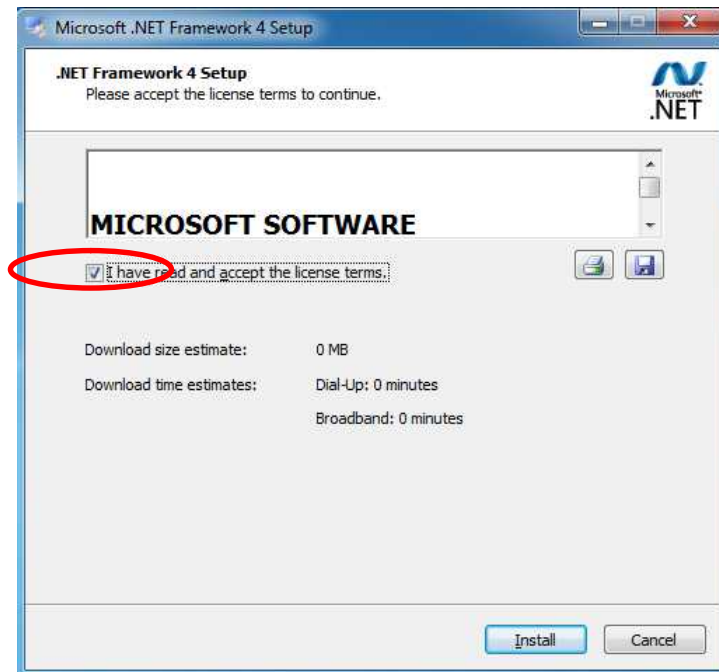 Microsoft .NET Framework 4 Setup
.NET Framework 4 Setup
Please accept the license terms to continue.
Microsoft®
.NET
MICROSOFT SOFTWARE
I have read and accept the license terms.
Download size estimate: 0 MB
Download time estimates: Dial-Up: 0 minutes
Broadband: 0 minutes
Install Cancel